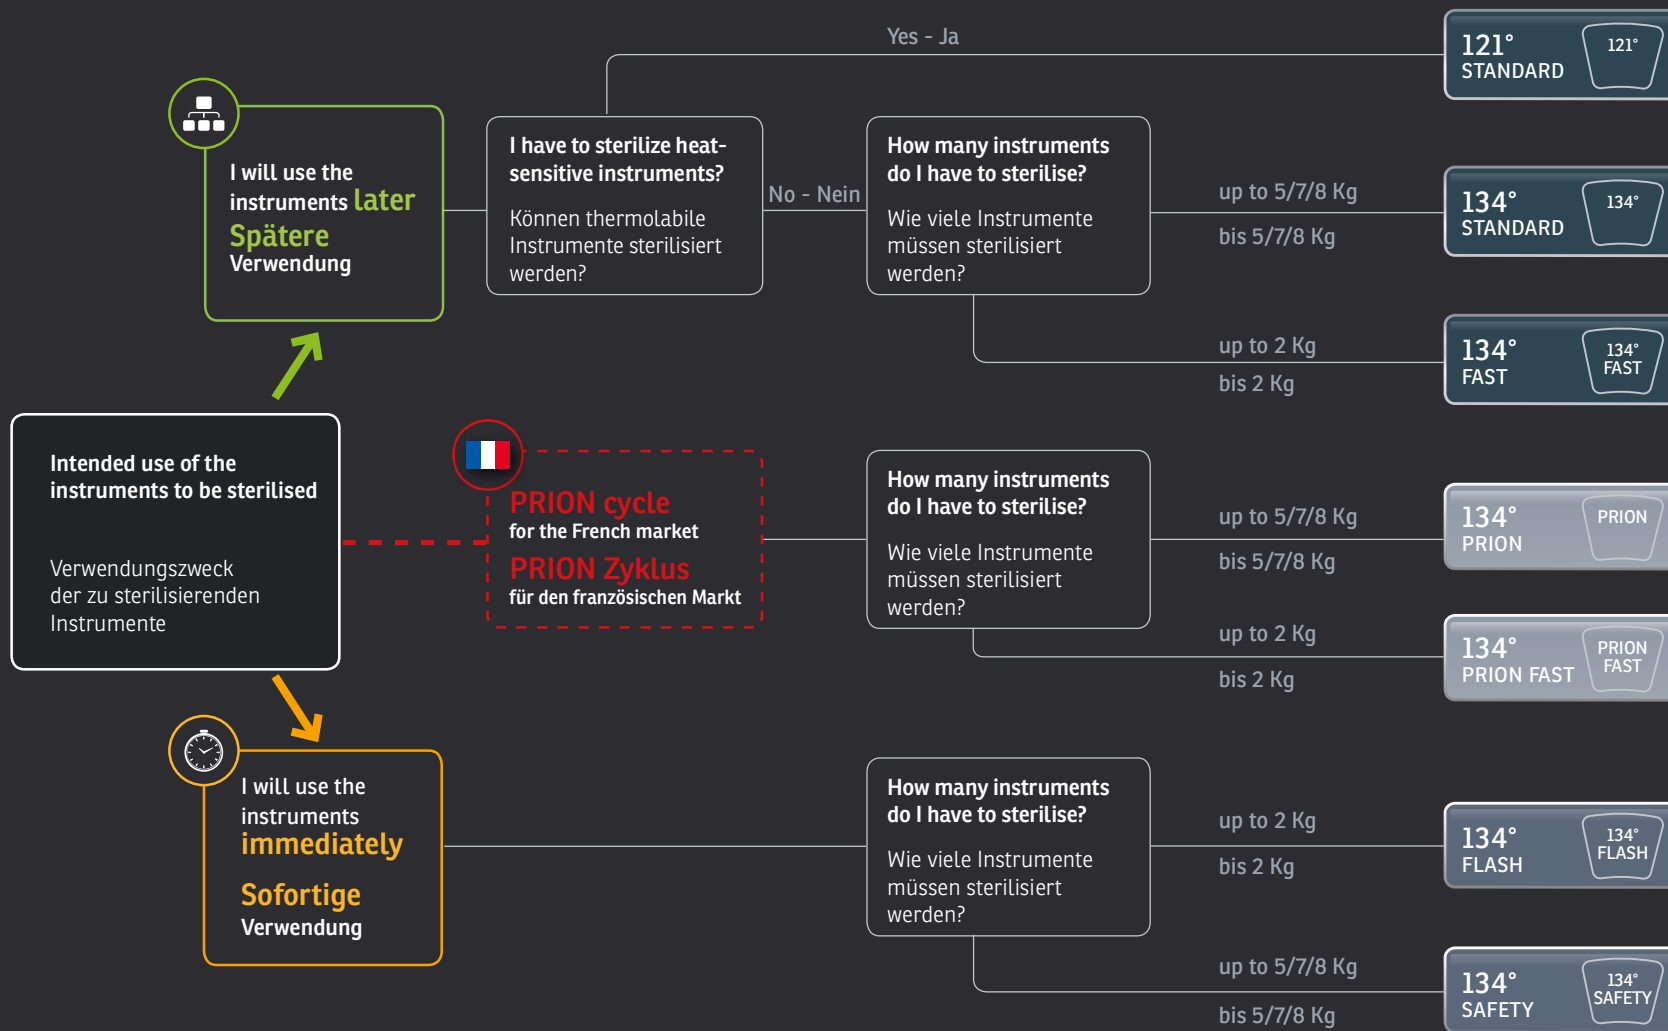 Yes - Ja
121°
STANDARD
121°
I will use the
instruments later
Spätere
Verwendung
I have to sterilize heat-
sensitive instruments?
Können thermolabile
Instrumente sterilisiert
werden?
No - Nein
How many instruments
do I have to sterilise?
Wie viele Instrumente
müssen sterilisiert
werden?
up to 5/7/8 Kg
bis 5/7/8 Kg
134°
STANDARD
134°
up to 2 Kg
bis 2 Kg
134°
FAST
134°
FAST
Intended use of the
instruments to be sterilised
Verwendungszweck
der zu sterilisierenden
Instrumente
PRION cycle
for the French market
PRION Zyklus
für den französischen Markt
How many instruments
do I have to sterilise?
Wie viele Instrumente
müssen sterilisiert
werden?
up to 5/7/8 Kg
bis 5/7/8 Kg
134°
PRION
PRION
up to 2 Kg
bis 2 Kg
134°
PRION FAST
PRION
FAST
I will use the
instruments
immediately
Sofortige
Verwendung
How many instruments
do I have to sterilise?
Wie viele Instrumente
müssen sterilisiert
werden?
up to 2 Kg
bis 2 Kg
134°
FLASH
134°
FLASH
up to 5/7/8 Kg
bis 5/7/8 Kg
134°
SAFETY
134°
SAFETY